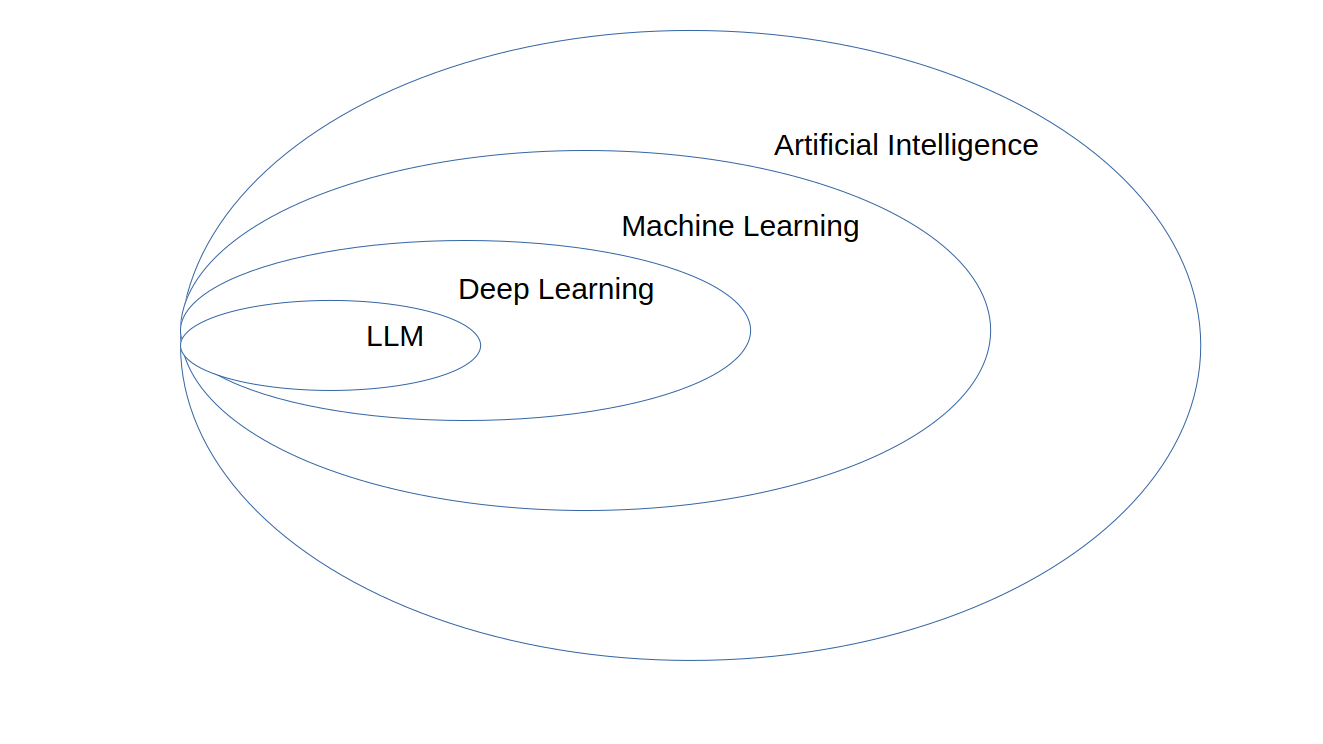 Artificial Intelligence
Machine Learning
Deep Learning
LLM